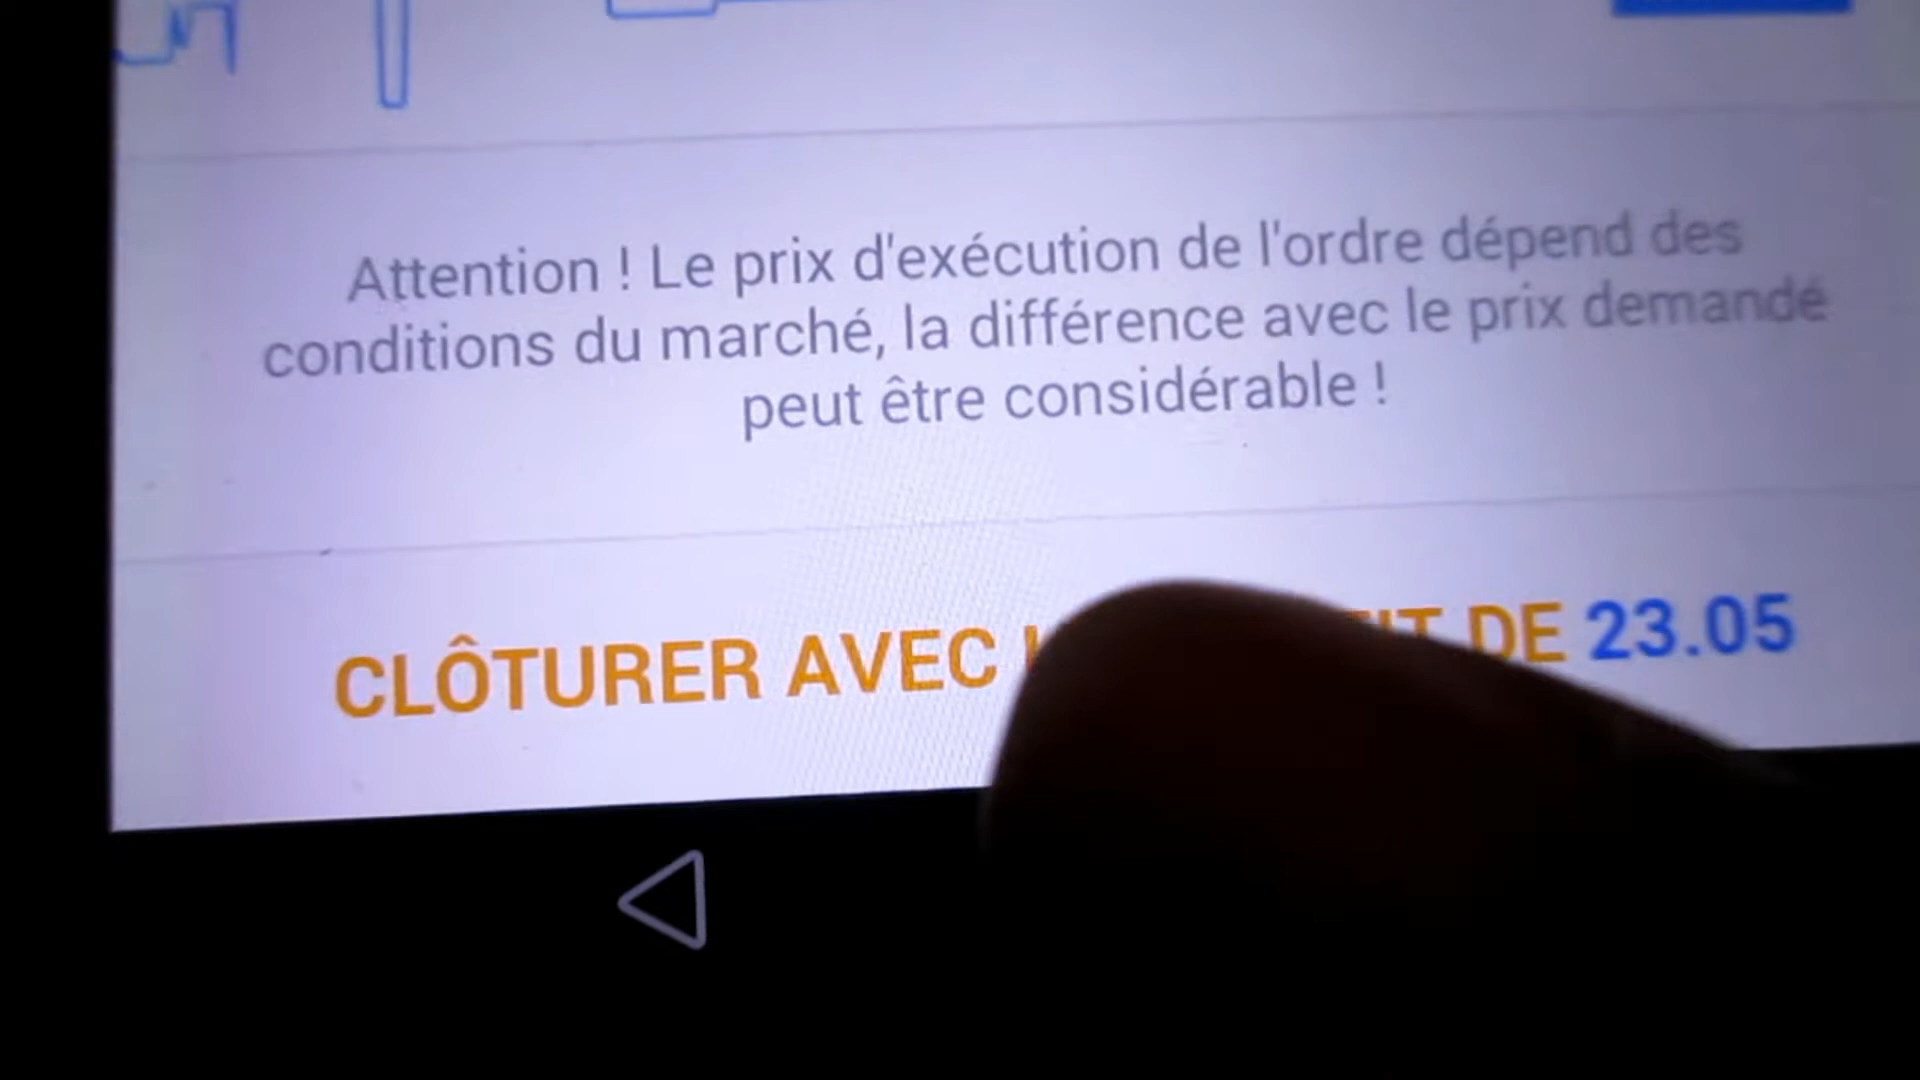 Attention ! Le prix d'exécution de l'ordre dépend des
conditions du marché, la différence avec le prix demandé
peut être considérable !
CLÔTURER AVEC DE 23.05